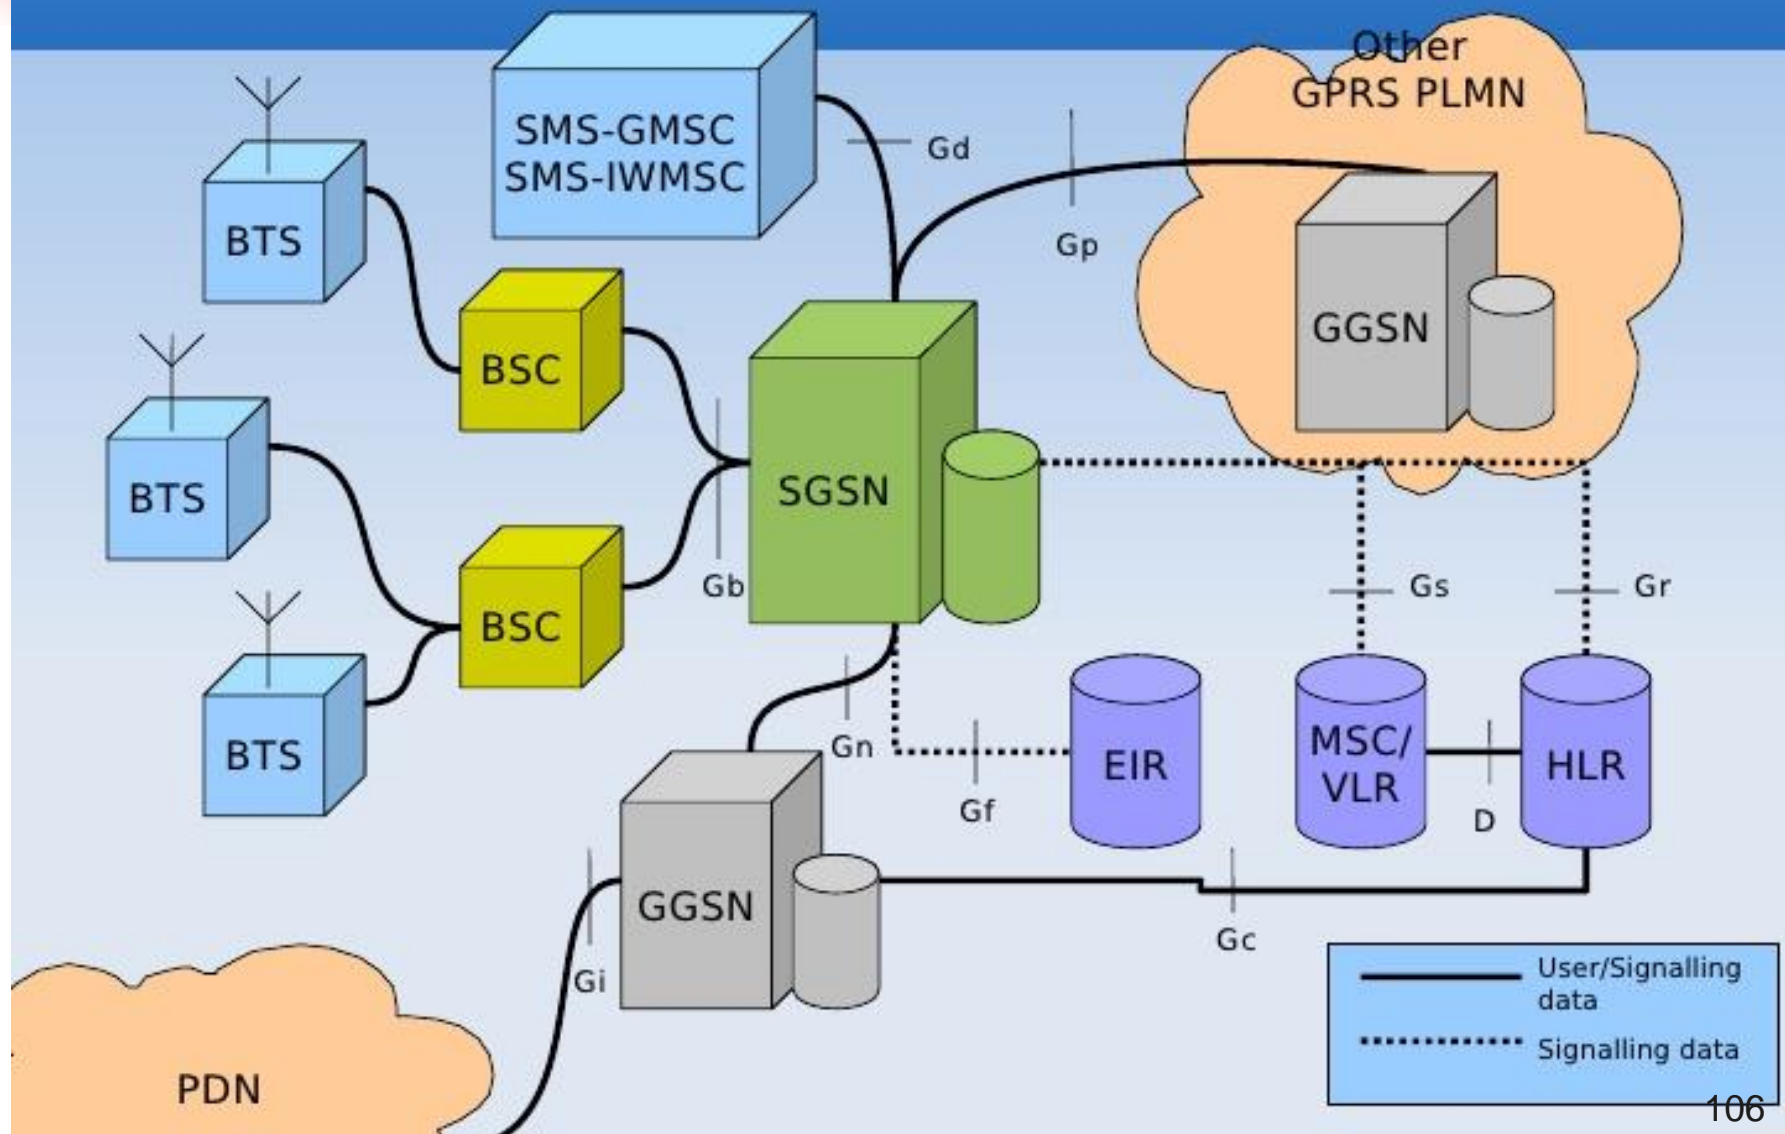 Other
GPRS PLMN
SMS-GMSC
SMS-IWMSC
Gd
BTS
Gp
GGSN
BSC
SGSN
BTS
Gb
Gs
Gr
BSC
BTS
Gn
EIR
MSC/
VLR
HLR
Gf
D
GGSN
Gc
Gi
User/Signalling
data
Signalling data
PDN
106